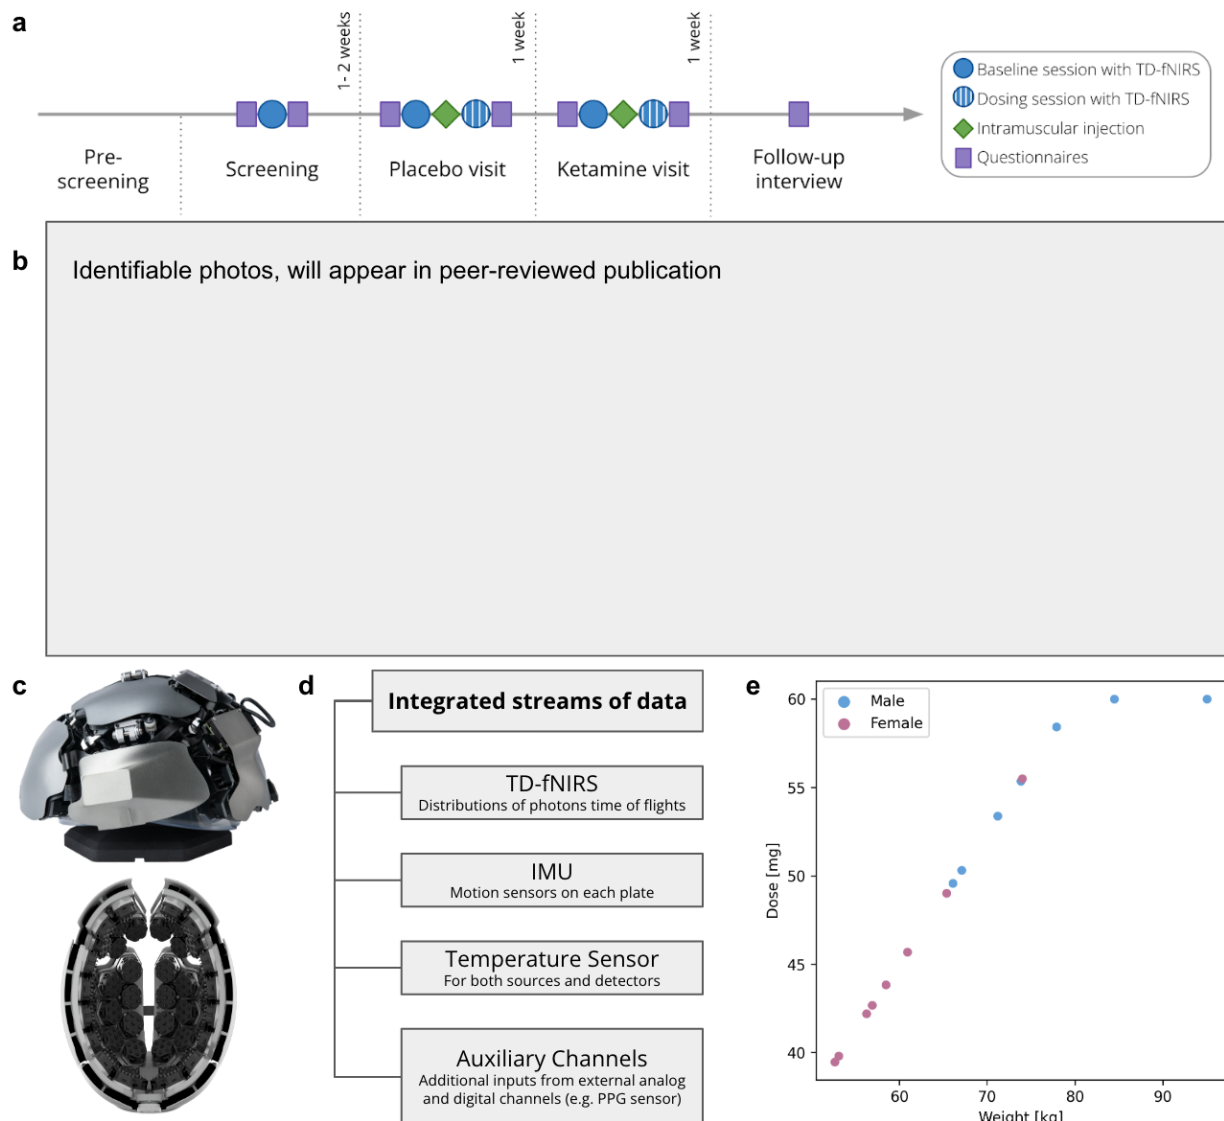 a
1- 2 weeks
1 week
1 week
Pre-
screening
Screening
Placebo visit
Ketamine visit
Follow-up
interview
Baseline session with TD-fNIRS
Dosing session with TD-fNIRS
Intramuscular injection
Questionnaires
b
Identifiable photos, will appear in peer-reviewed publication
c
d
Integrated streams of data
TD-fNIRS
Distributions of photons time of flights
IMU
Motion sensors on each plate
Temperature Sensor
For both sources and detectors
Auxiliary Channels
Additional inputs from external analog
and digital channels (e.g. PPG sensor)
e
Male
Female
Dose [mg]
60
55
50
45
40
60 70 80 90
Weight [kg]